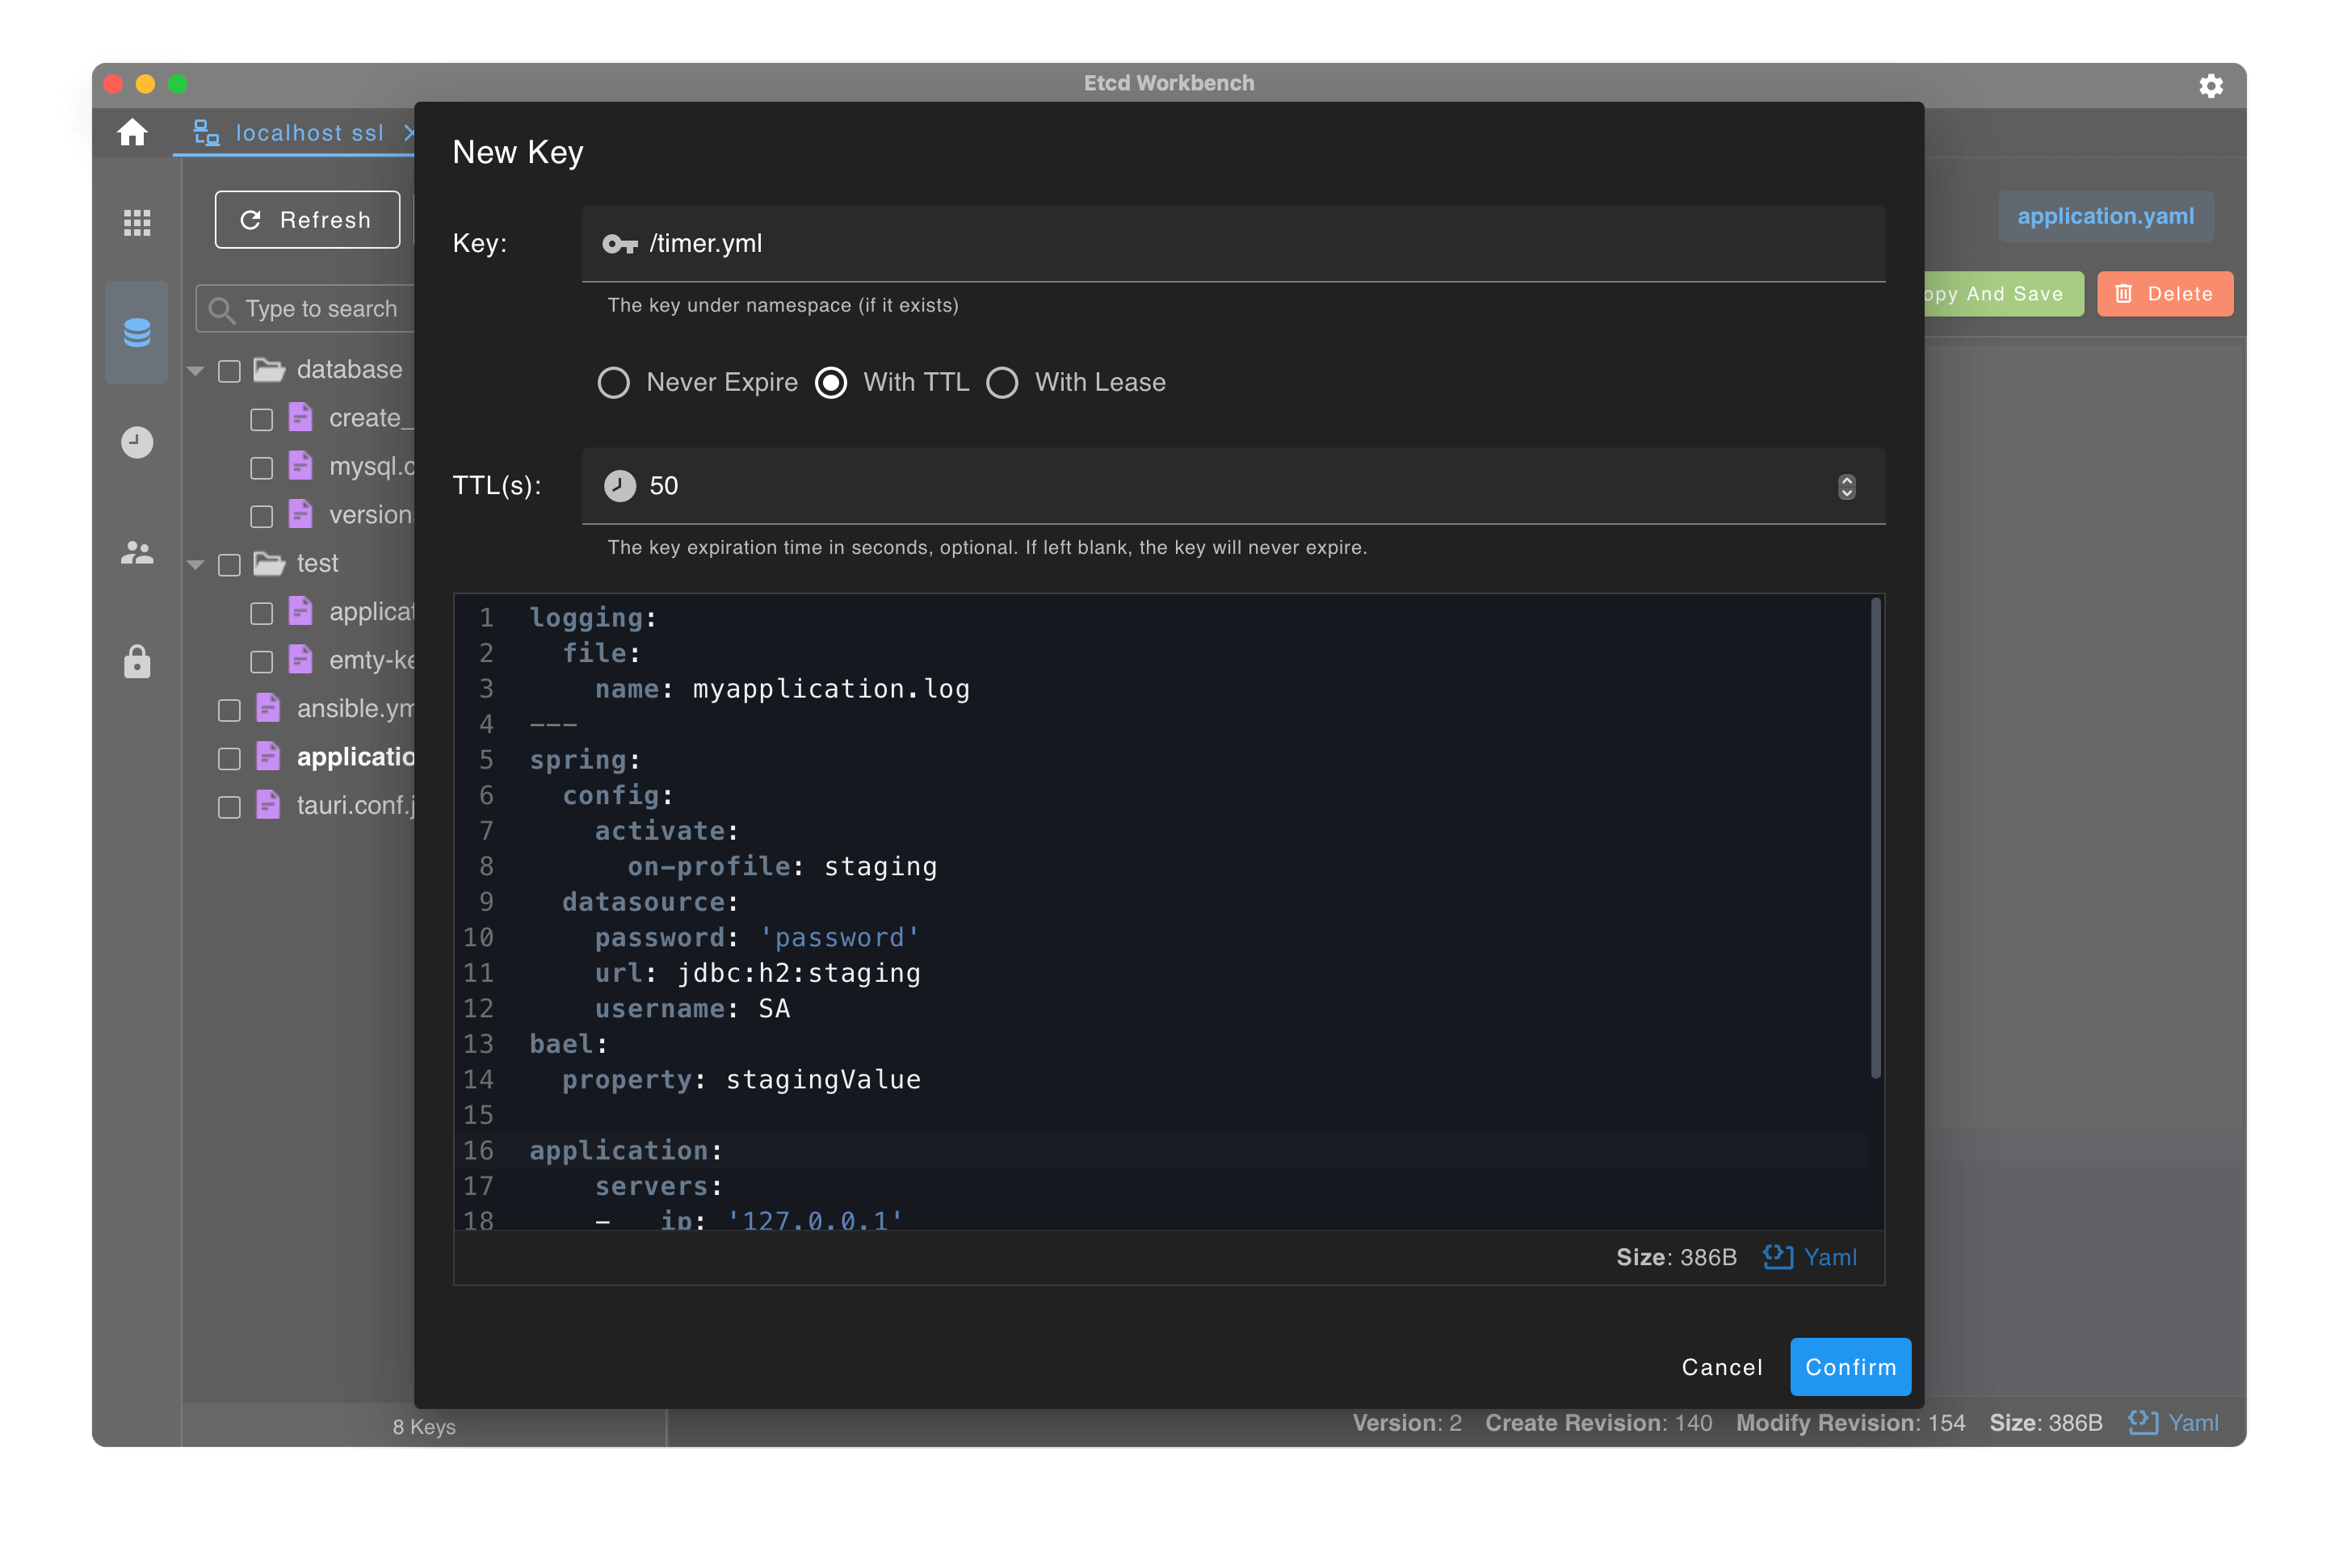 Etcd Workbench
localhost ssl
Refresh
application.yaml
opy And Save
Delete
Type to search
database
create_
mysql.c
version
test
applicat
emty-ke
ansible.ym
applicatio
tauri.conf.j
8 Keys
New Key
Key: /timer.yml
The key under namespace (if it exists)
Never Expire With TTL With Lease
TTL(s): 50
The key expiration time in seconds, optional. If left blank, the key will never expire.
1 logging:
2   file:
3     name: myapplication.log
4 ---
5 spring:
6   config:
7     activate:
8       on-profile: staging
9   datasource:
10     password: 'password'
11     url: jdbc:h2:staging
12     username: SA
13 bael:
14   property: stagingValue
15
16 application:
17     servers:
18     -   ip: '127.0.0.1'
Size: 386B Yaml
Cancel Confirm
Version: 2 Create Revision: 140 Modify Revision: 154 Size: 386B Yaml